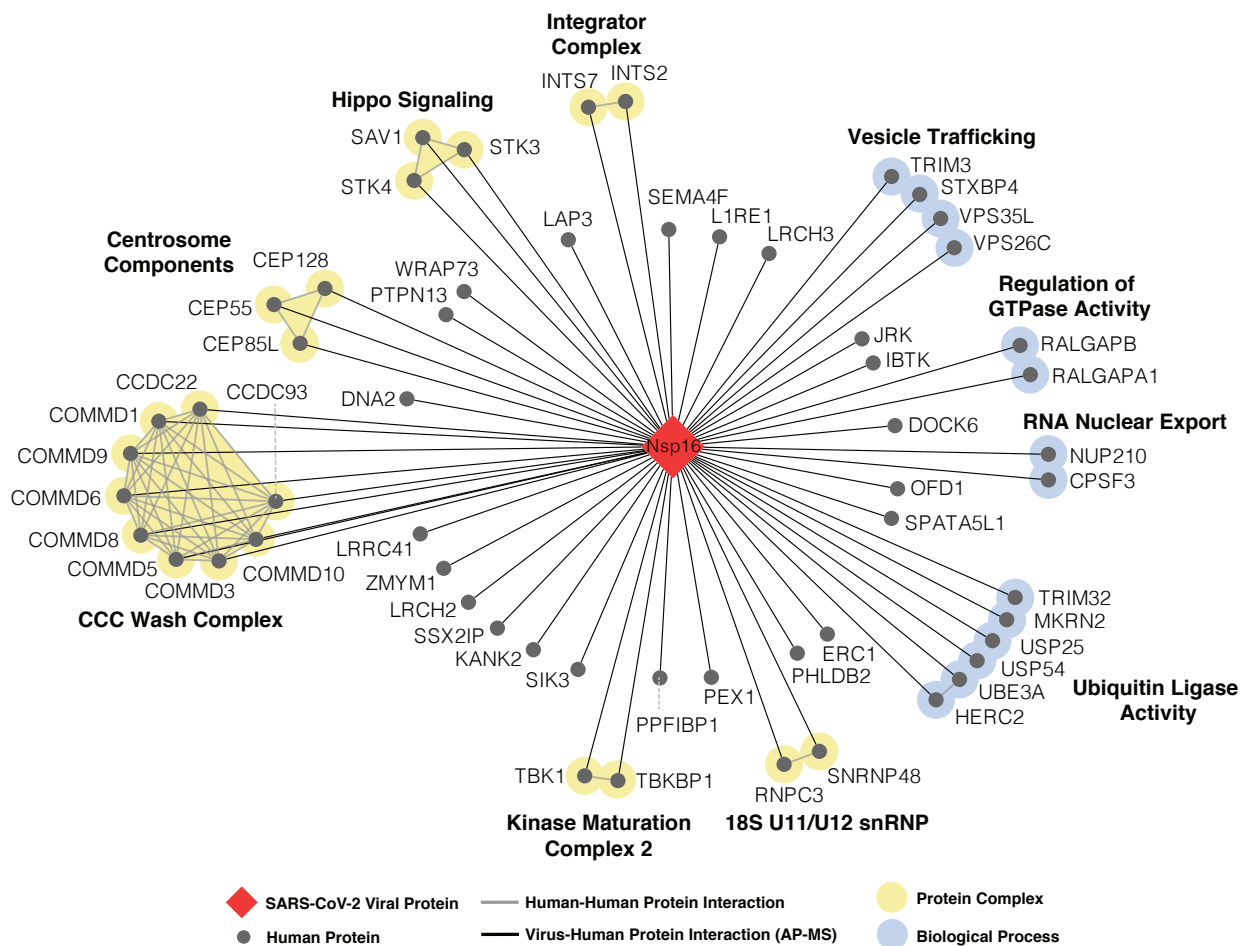 Integrator
Complex
INTS7
INTS2
Hippo Signaling
SAV1
STK3
STK4
Vesicle Trafficking
TRIM3
STXBP4
VPS35L
VPS26C
SEMA4F
LAP3
L1RE1
LRCH3
Centrosome
Components
CEP128
CEP55
CEP85L
WRAP73
PTPN13
Regulation of
GTPase Activity
RALGAPB
RALGAPA1
JRK
IBTK
CCDC22
CCDC93
COMMD1
COMMD9
COMMD6
COMMD8
COMMD5
COMMD3
COMMD10
CCC Wash Complex
DNA2
DOCK6
RNA Nuclear Export
NUP210
CPSF3
Nsp16
OFD1
SPATA5L1
LRRC41
ZMYM1
LRCH2
SSX2IP
KANK2
SIK3
PPFIBP1
PEX1
PHLDB2
ERC1
TRIM32
MKRN2
USP25
USP54
UBE3A
HERC2
Ubiquitin Ligase
Activity
TBK1
TBKBP1
Kinase Maturation
Complex 2
RNPC3
SNRNP48
18S U11/U12 snRNP
SARS-CoV-2 Viral Protein
Human-Human Protein Interaction
Protein Complex
Human Protein
Virus-Human Protein Interaction (AP-MS)
Biological Process